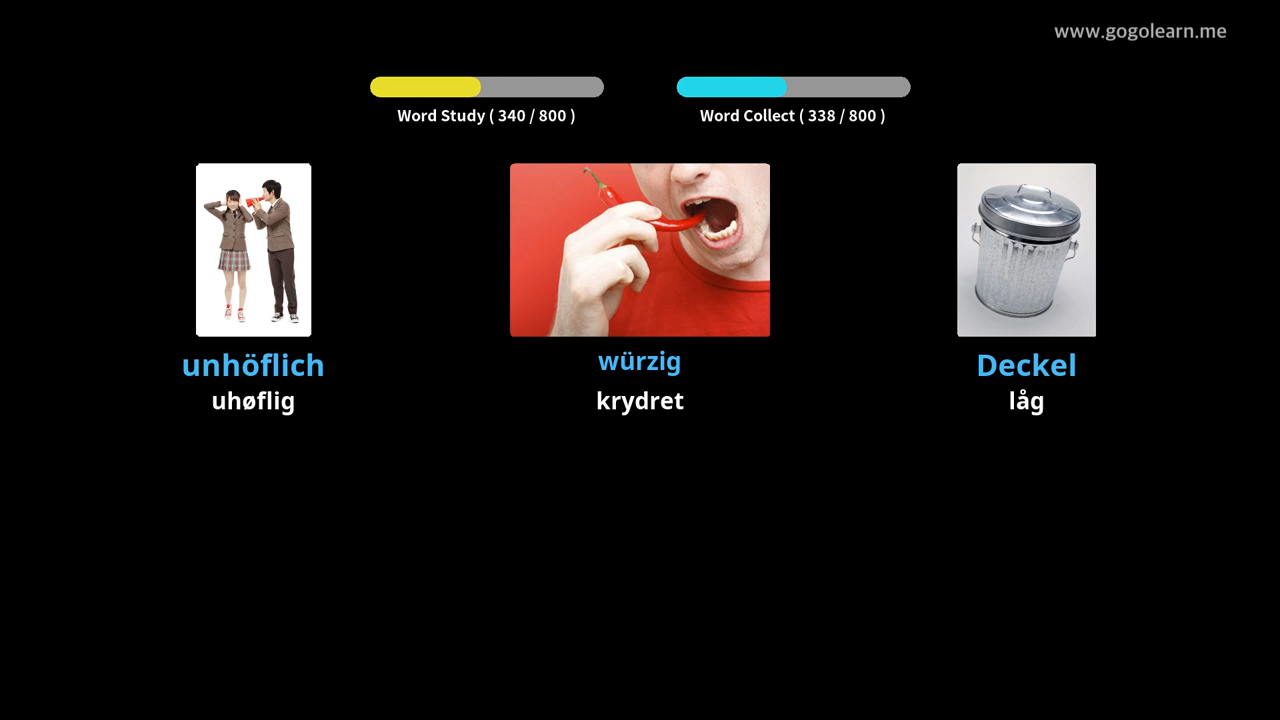 www.gogolearn.me
Word Study ( 340 / 800 )
Word Collect ( 338 / 800 )
unhöflich
uhøflig
würzig
krydret
Deckel
låg